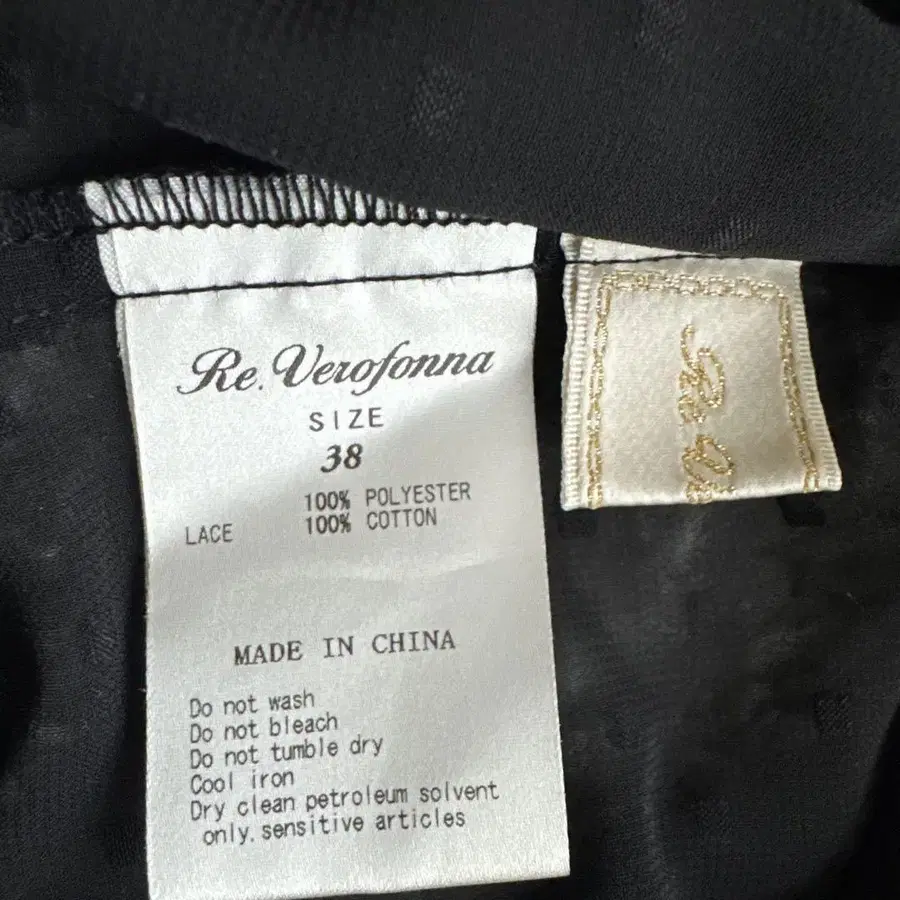 Re. Verofonna
SIZE
38
100% POLYESTER
LACE 100% COTTON
MADE IN CHINA
Do not wash
Do not bleach
Do not tumble dry
Cool iron
Dry clean petroleum solvent
only. sensitive articles